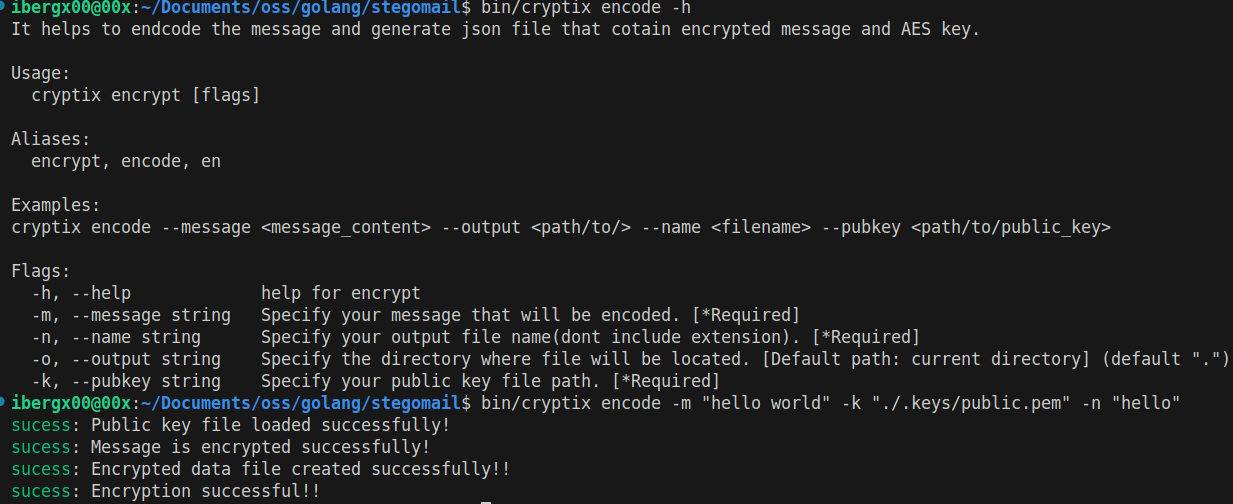 ibergx00@00x:~/Documents/oss/golang/stegomail$ bin/cryptix encode -h
It helps to endcode the message and generate json file that cotain encrypted message and AES key.
Usage:
cryptix encrypt [flags]
Aliases:
encrypt, encode, en
Examples:
cryptix encode --message <message_content> --output <path/to/> --name <filename> --pubkey <path/to/public_key>
Flags:
-h, --help help for encrypt
-m, --message string Specify your message that will be encoded. [*Required]
-n, --name string Specify your output file name(dont include extension). [*Required]
-o, --output string Specify the directory where file will be located. [Default path: current directory] (default ".")
-k, --pubkey string Specify your public key file path. [*Required]
ibergx00@00x:~/Documents/oss/golang/stegomail$ bin/cryptix encode -m "hello world" -k "./.keys/public.pem" -n "hello"
sucess: Public key file loaded successfully!
sucess: Message is encrypted successfully!
sucess: Encrypted data file created successfully!!
sucess: Encryption successful!!